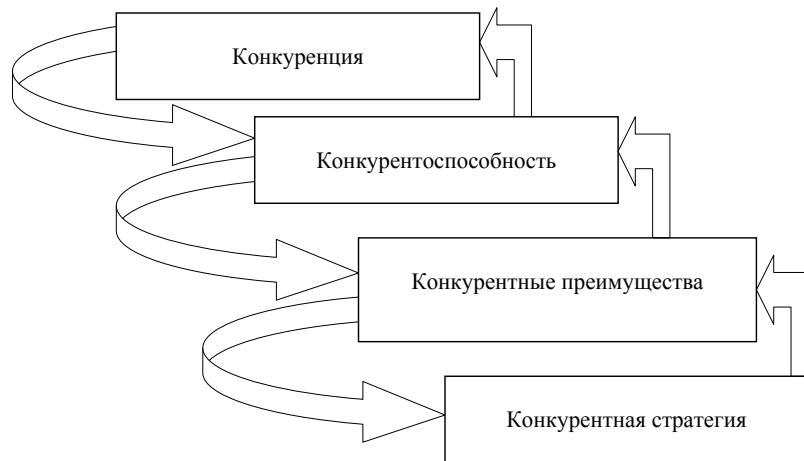 Конкуренция
Конкурентоспособность
Конкурентные преимущества
Конкурентная стратегия